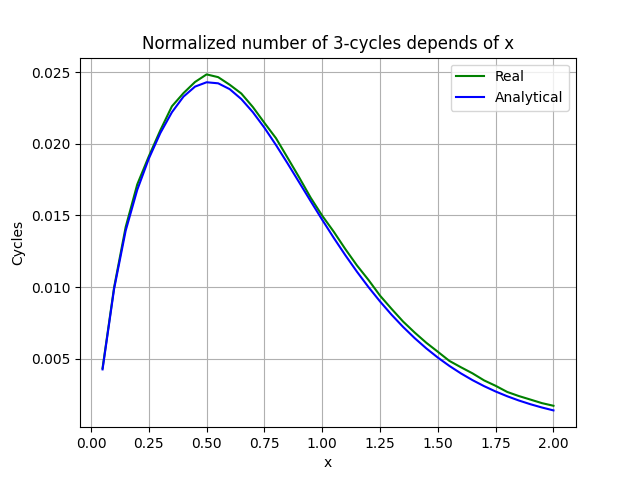 Normalized number of 3-cycles depends of x
Real
Analytical
0.025
0.020
0.015
0.010
0.005
Cycles
0.00 0.25 0.50 0.75 1.00 1.25 1.50 1.75 2.00
x